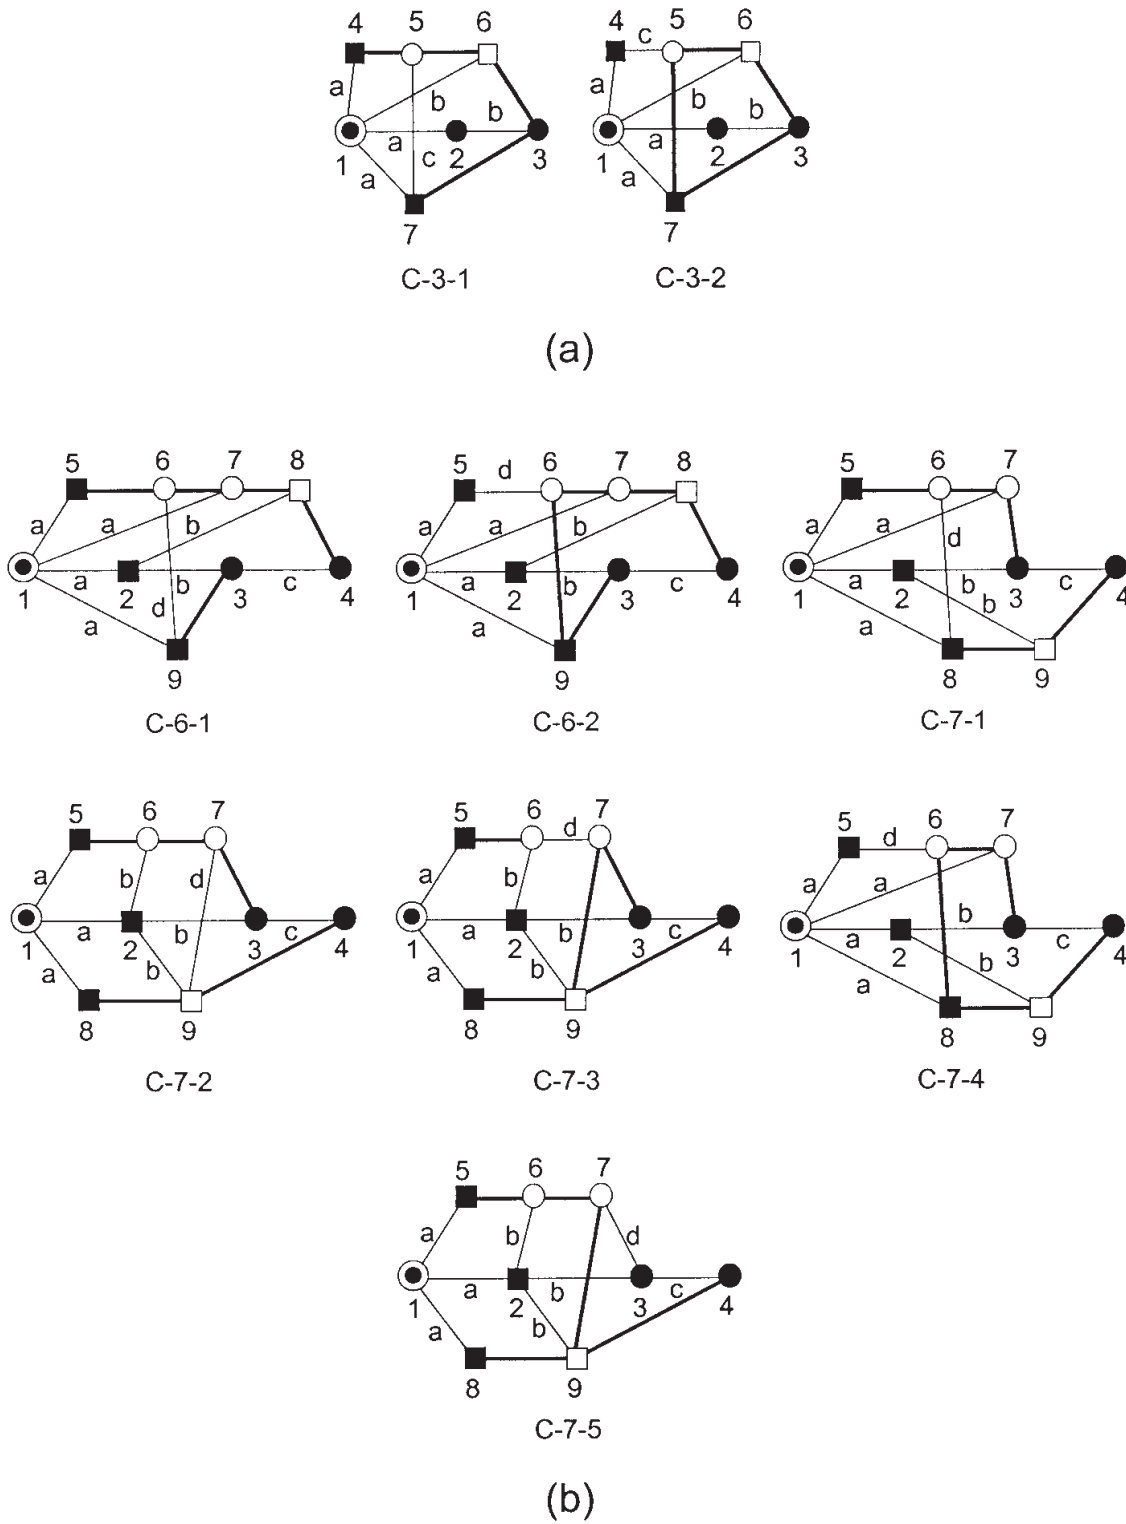 4 5 6 4 c 5 6
a b b a b b
1 a c 2 3 1 a 2 3
a a
7 7
C-3-1 C-3-2
(a)
5 6 7 8 5 d 6 7 8 5 6 7
a a b a a b a a d
1 a 2 b 3 c 4 1 a 2 b 3 c 4 1 a 2 b b 3 c 4
a d a a
9 9 8 9
C-6-1 C-6-2 C-7-1
5 6 7 5 6 d 7 5 d 6 7
a b d a b a a
1 a 2 b 3 c 4 1 a 2 b 3 c 4 1 a 2 b 3 c 4
a b a b a b
8 9 8 9 8 9
C-7-2 C-7-3 C-7-4
5 6 7
a b d
1 a 2 b 3 c 4
a b
8 9
C-7-5
(b)